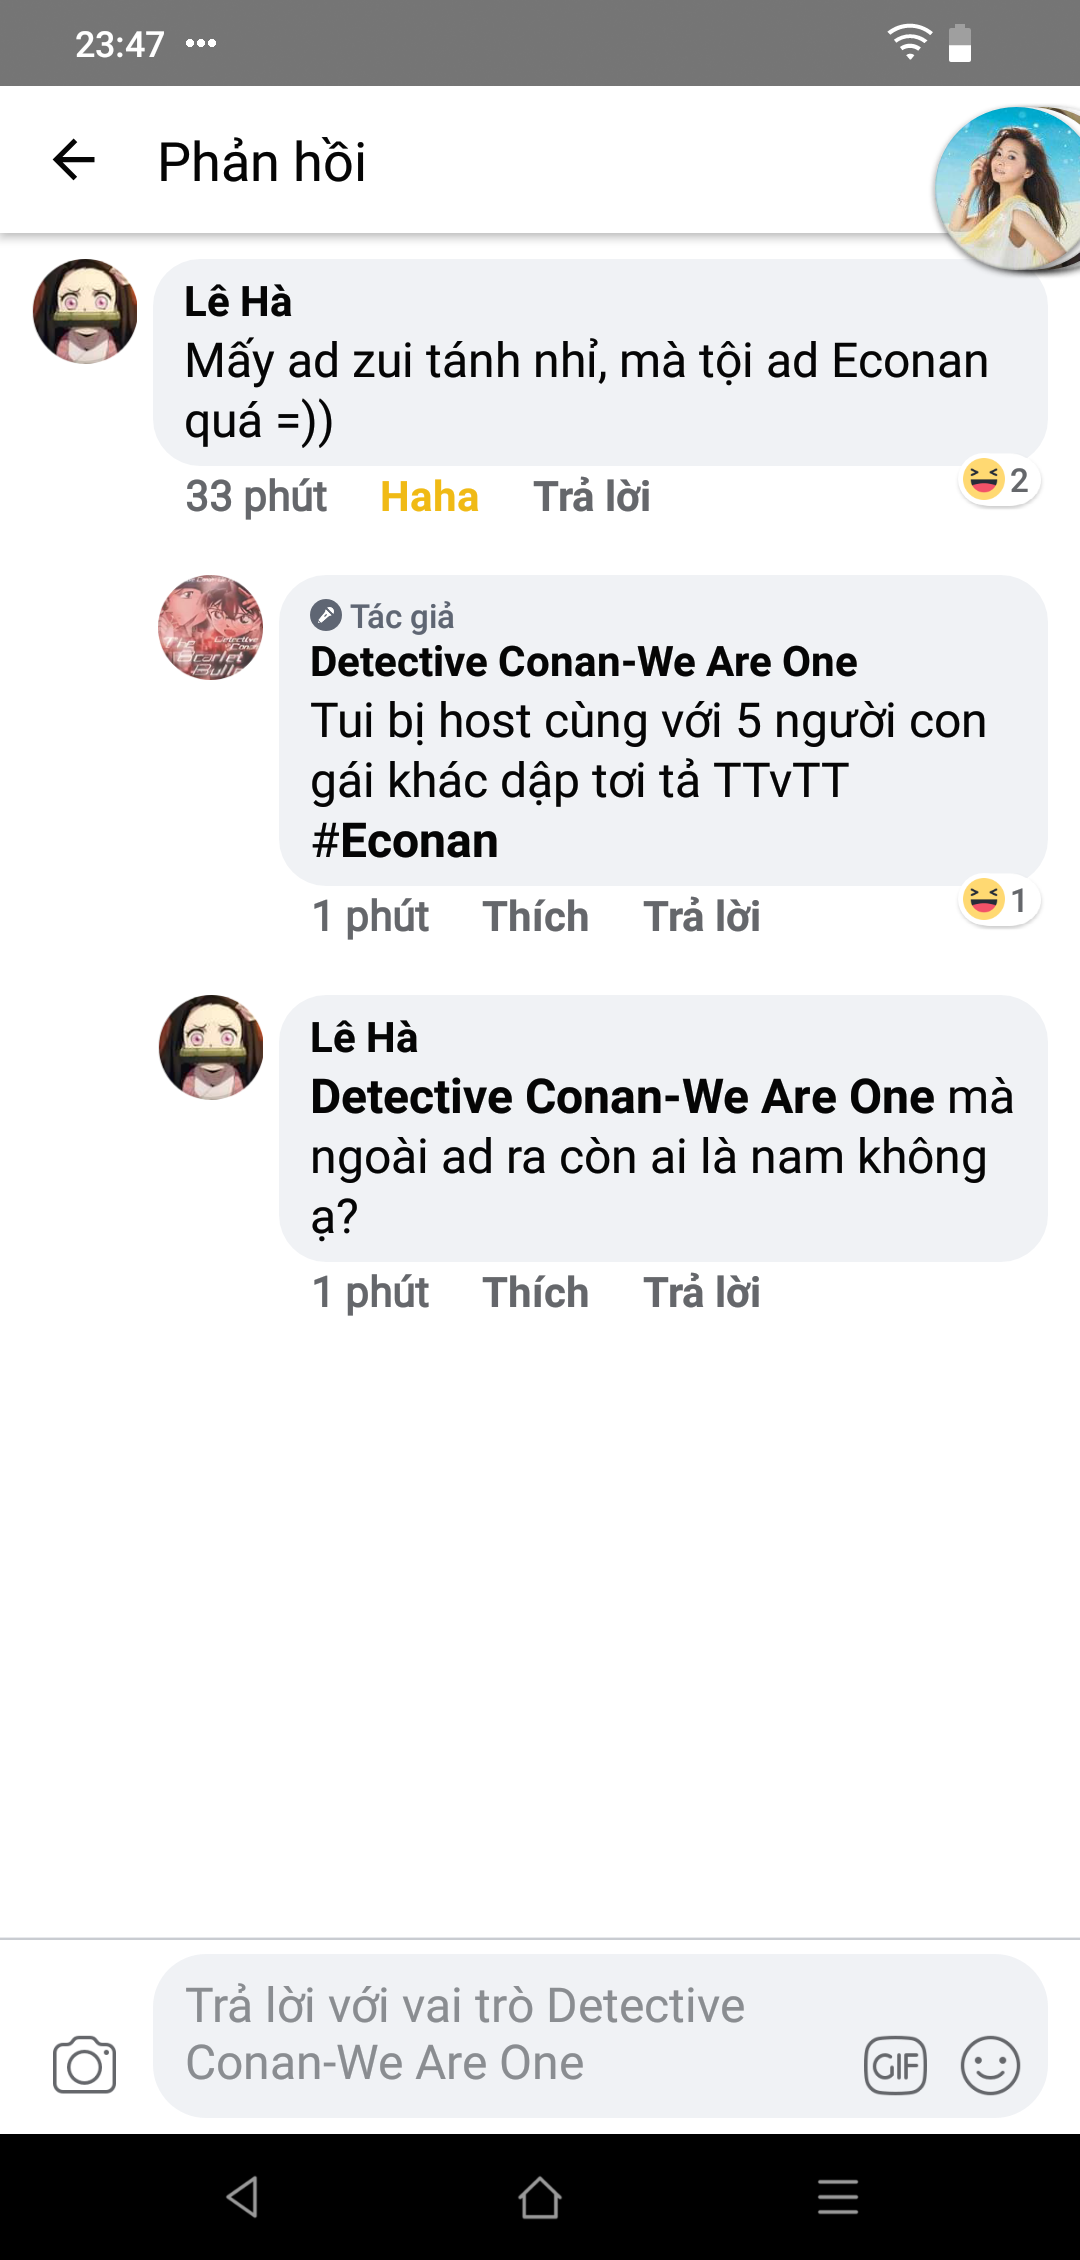 23:47
Phản hồi
Lê Hà
Mấy ad zui tánh nhỉ, mà tội ad Econan
quá =))
33 phút Haha Trả lời
2
Tác giả
Detective Conan-We Are One
Tui bị host cùng với 5 người con
gái khác dập tơi tả TTvTT
#Econan
1 phút Thích Trả lời
1
Lê Hà
Detective Conan-We Are One mà
ngoài ad ra còn ai là nam không
ạ?
1 phút Thích Trả lời
Trả lời với vai trò Detective
Conan-We Are One
GIF